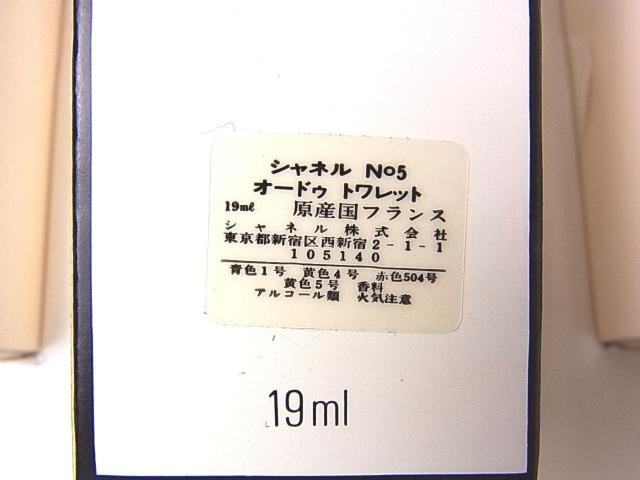 シャネル No5
オードゥ トワレット
19mℓ 原産国フランス
シャネル株式会社
東京都新宿区西新宿2-1-1
105140
青色1号 黄色4号 赤色504号
黄色5号 香料
アルコール類 火気注意
19ml